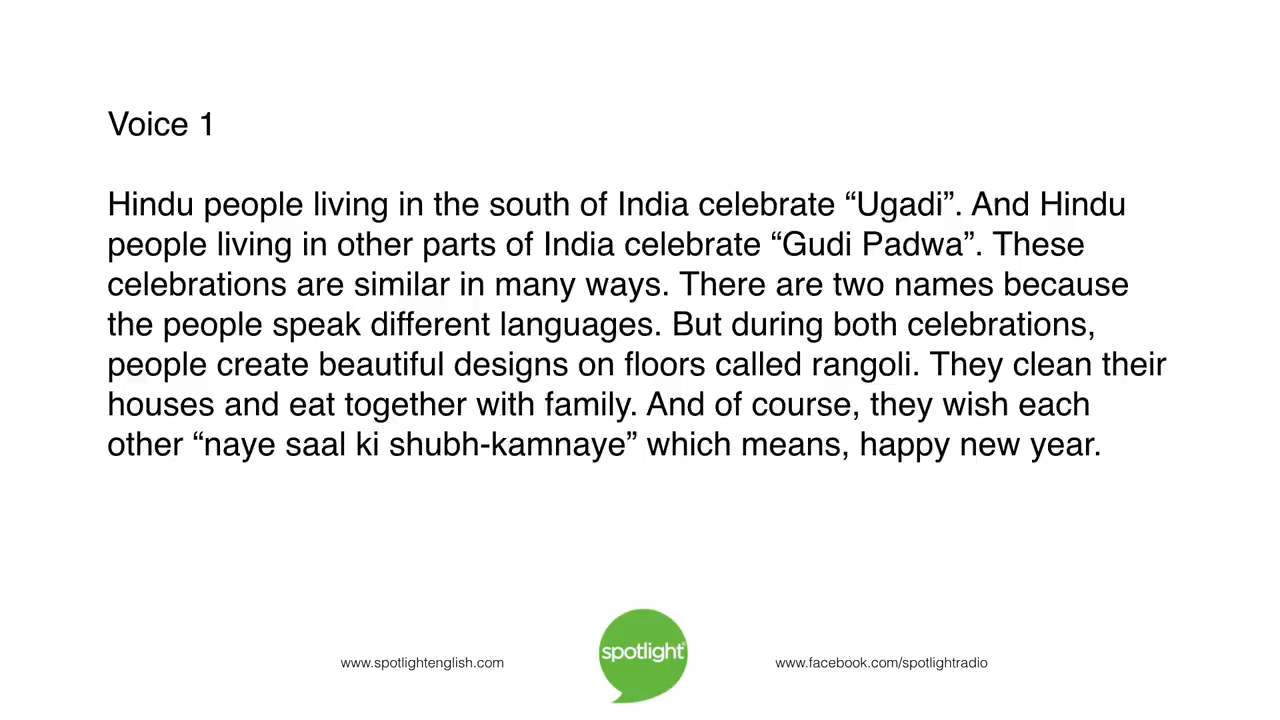 Voice 1
Hindu people living in the south of India celebrate “Ugadi”. And Hindu
people living in other parts of India celebrate “Gudi Padwa”. These
celebrations are similar in many ways. There are two names because
the people speak different languages. But during both celebrations,
people create beautiful designs on floors called rangoli. They clean their
houses and eat together with family. And of course, they wish each
other “naye saal ki shubh-kamnaye” which means, happy new year.
www.spotlightenglish.com
spotlight
www.facebook.com/spotlightradio